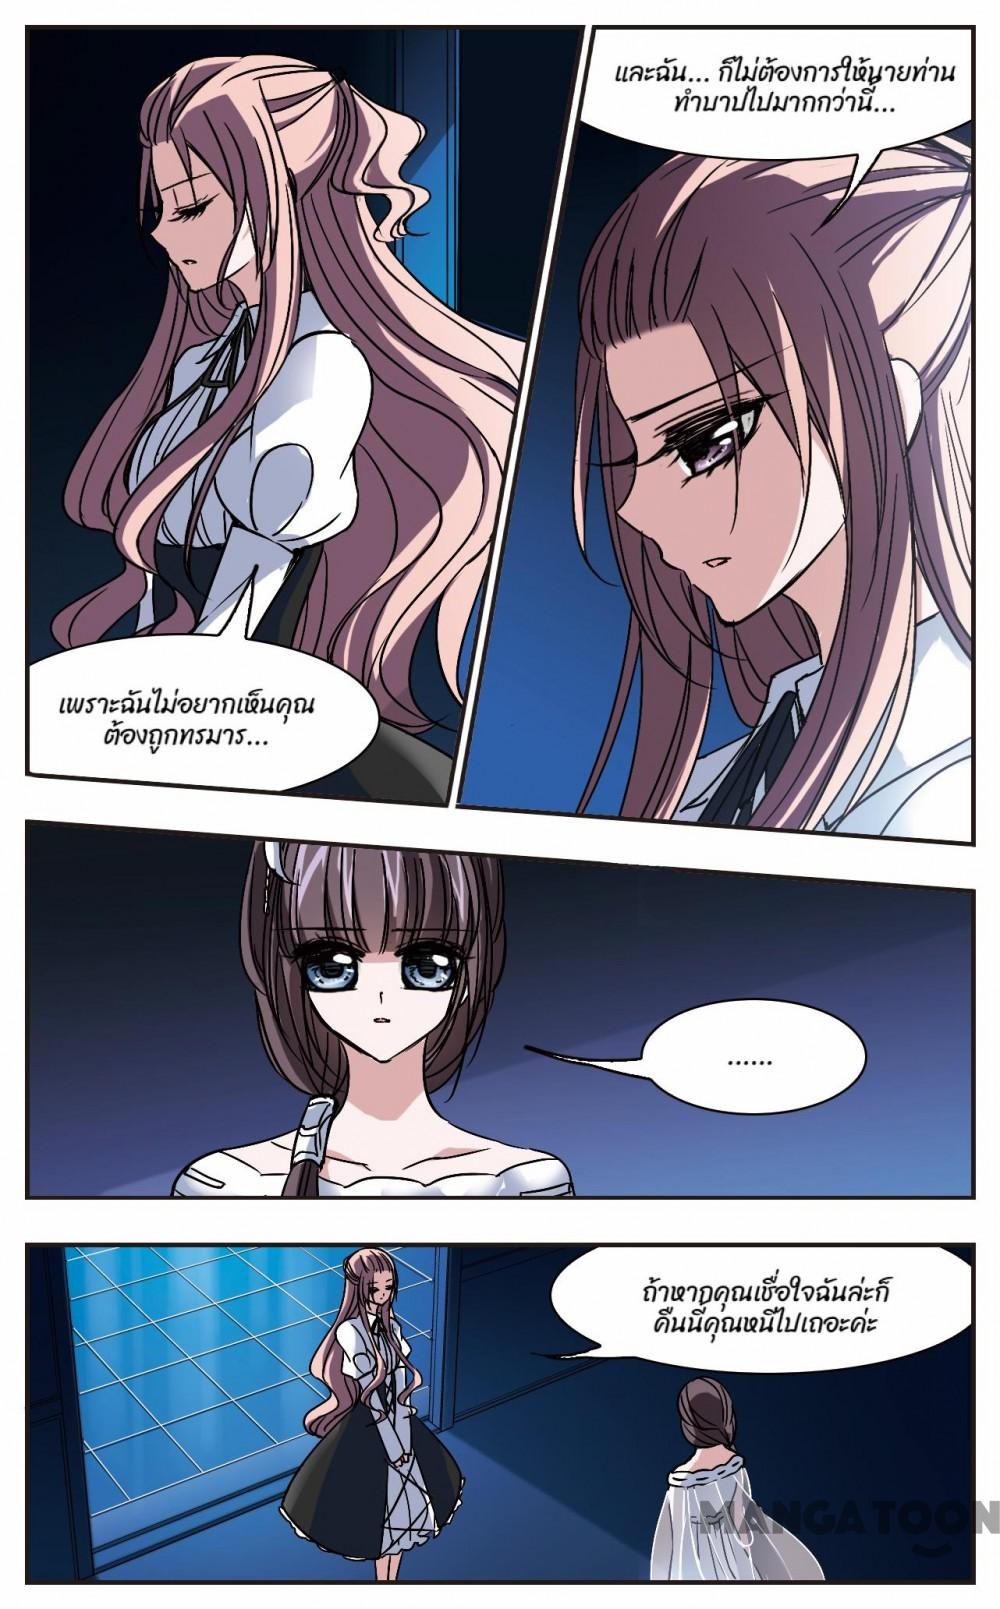 เพราะฉันไม่อยากเห็นคุณ
ต้องถูกทรมาร...
และฉัน... ก็ไม่ต้องการให้นายท่าน
ทำบาปไปมากกว่านี้...
......
ถ้าหากคุณเชื่อใจฉันล่ะก็
คืนนี้คุณหนีไปเถอะค่ะ
MANGATOON